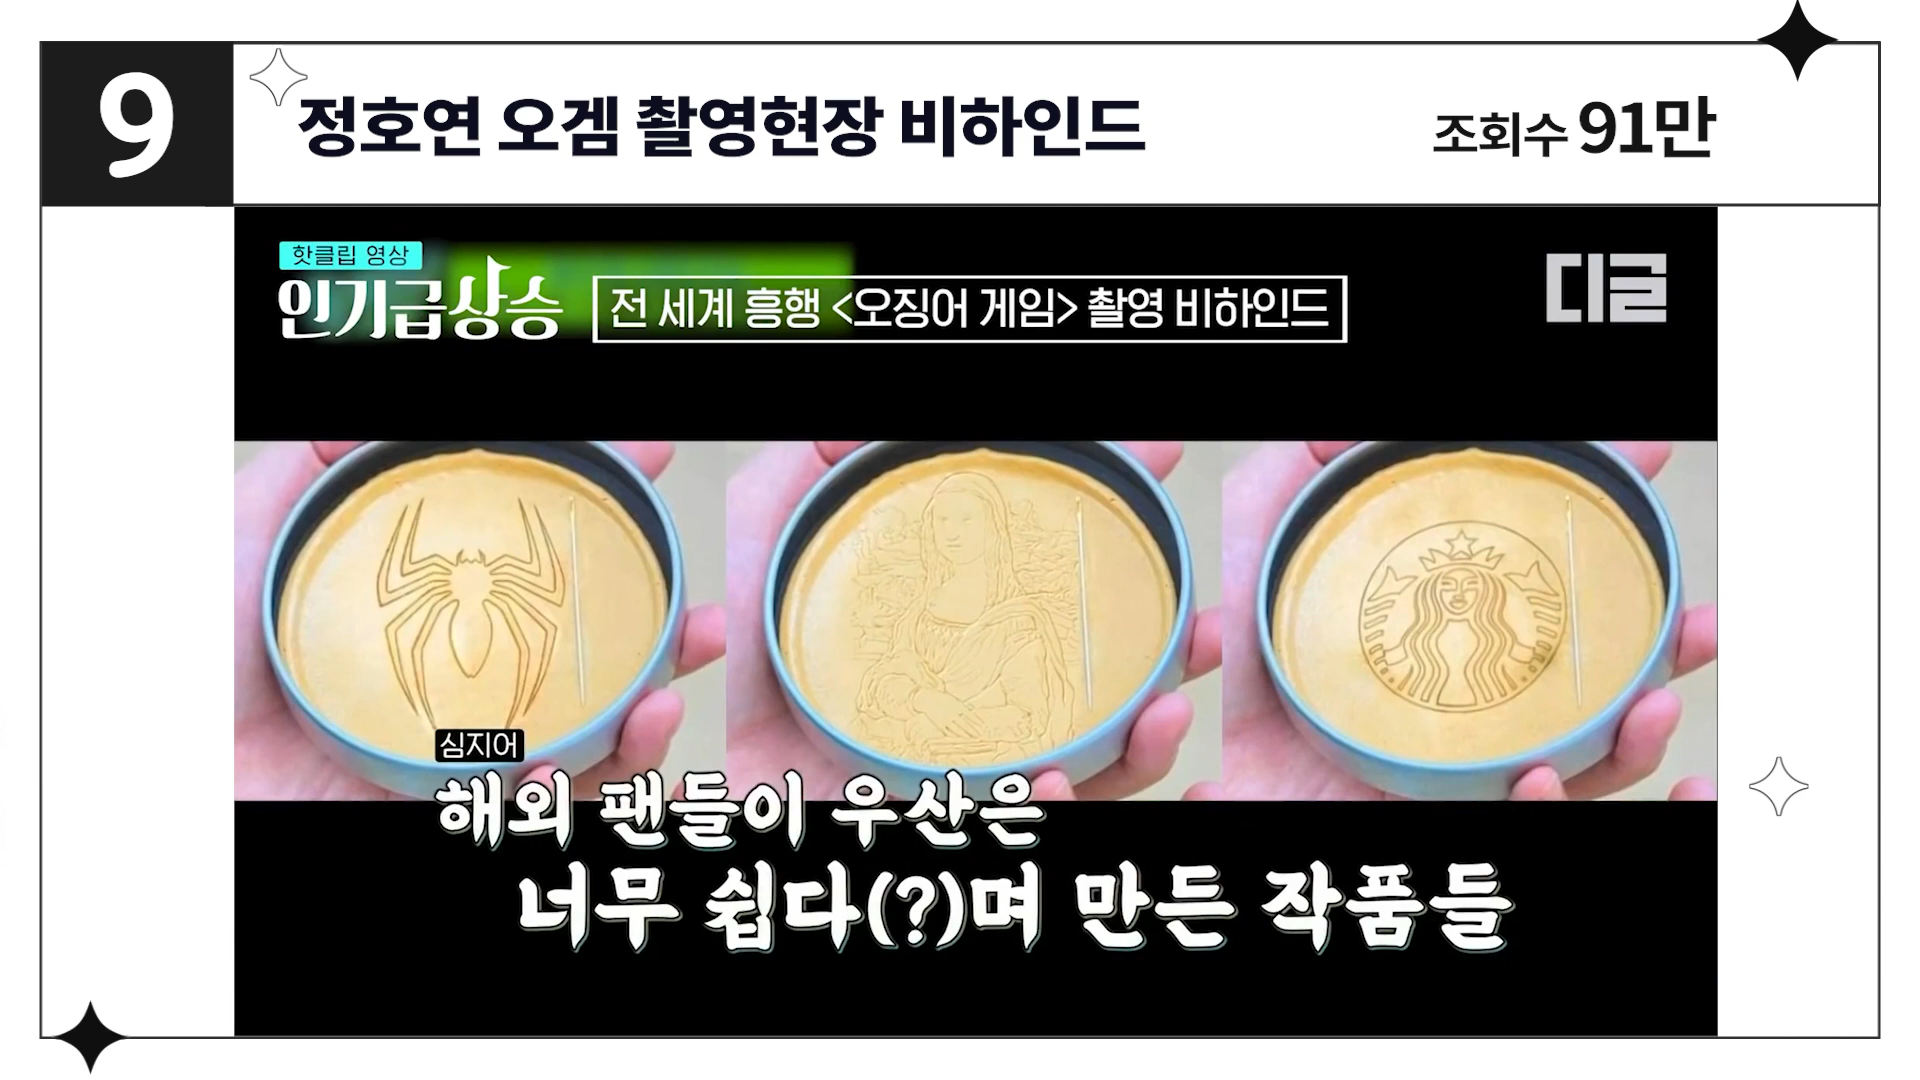 9
정호연 오겜 촬영현장 비하인드
조회수 91만
핫클립 영상
인기급상승
전 세계 흥행 <오징어 게임> 촬영 비하인드
디글
심지어
해외 팬들이 우산은
너무 쉽다(?)며 만든 작품들